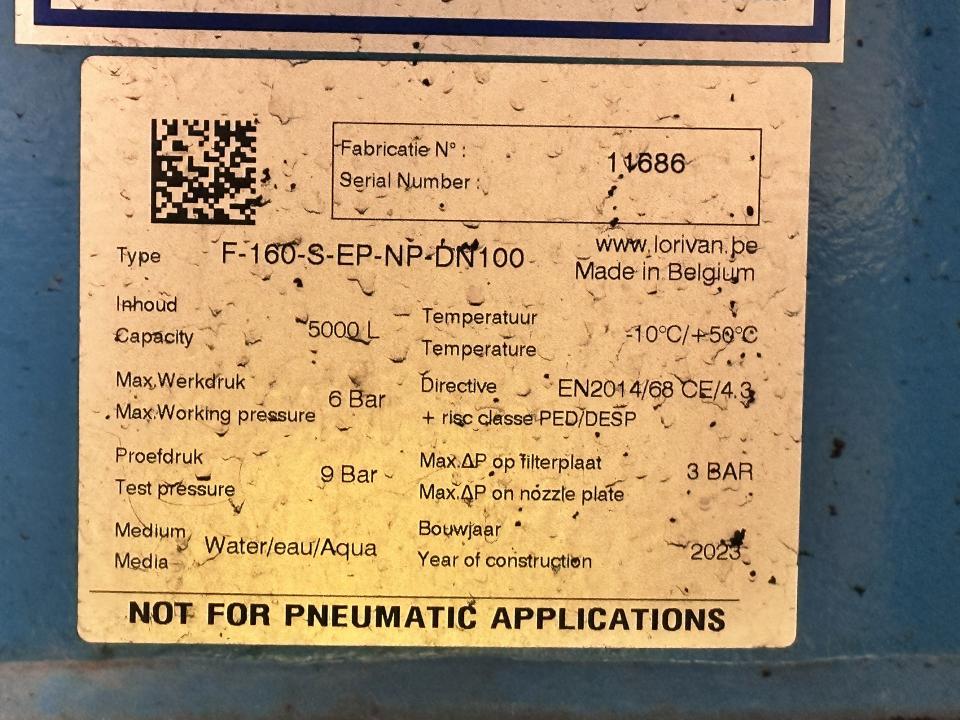 Fabricatie N° :
Serial Number :
11686
www.lorivan.be
Made in Belgium
Type F-160-S-EP-NP-DN100
Inhoud
Capacity
5000 L
Temperatuur
Temperature
-10°C/+50°C
Max.Werkdruk
Max.Working pressure
6 Bar
Directive EN2014/68 CE/4.3
+ risc classe PED/DESP
Proefdruk
Test pressure
9 Bar
Max.ΔP op filterplaat
Max.ΔP on nozzle plate
3 BAR
Medium
Media
Water/eau/Aqua
Bouwjaar
Year of construction
2023
NOT FOR PNEUMATIC APPLICATIONS